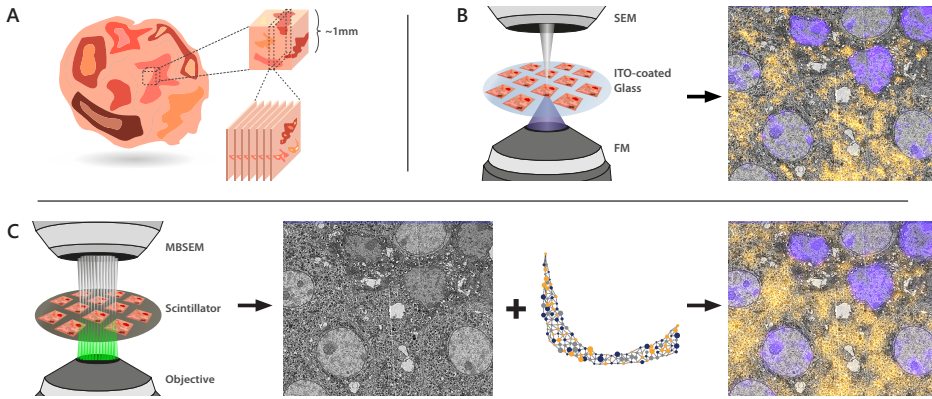 A
~1mm
B
SEM
ITO-coated
Glass
FM
C
MBSEM
Scintillator
Objective